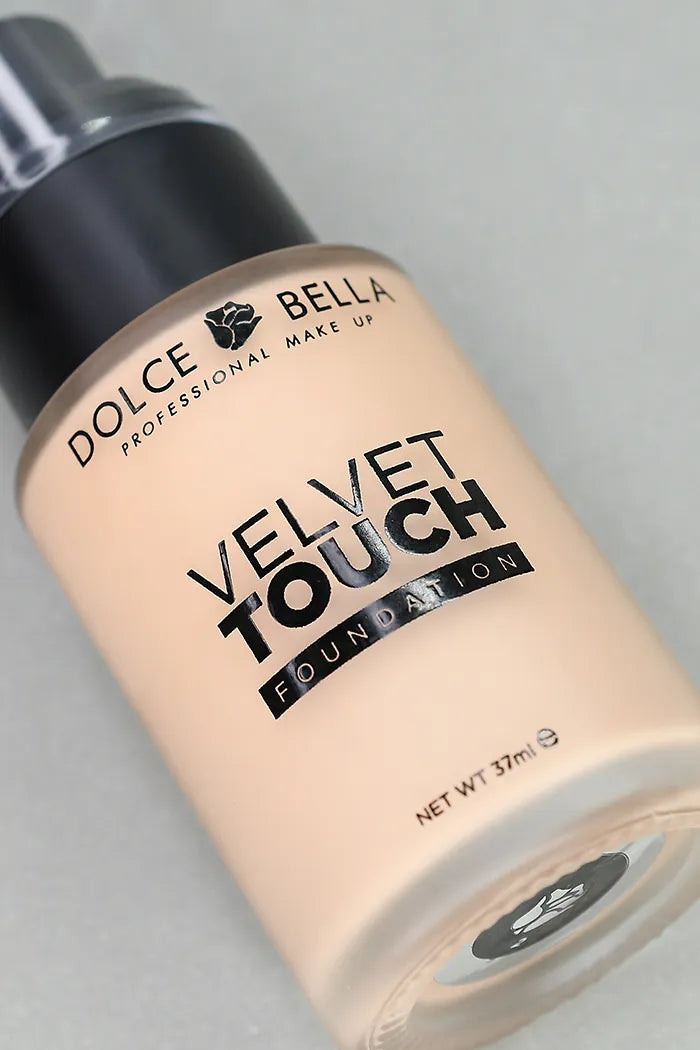 DOLCE BELLA
PROFESSIONAL MAKE UP
VELVET
TOUCH
FOUNDATION
NET WT 37ml ℮